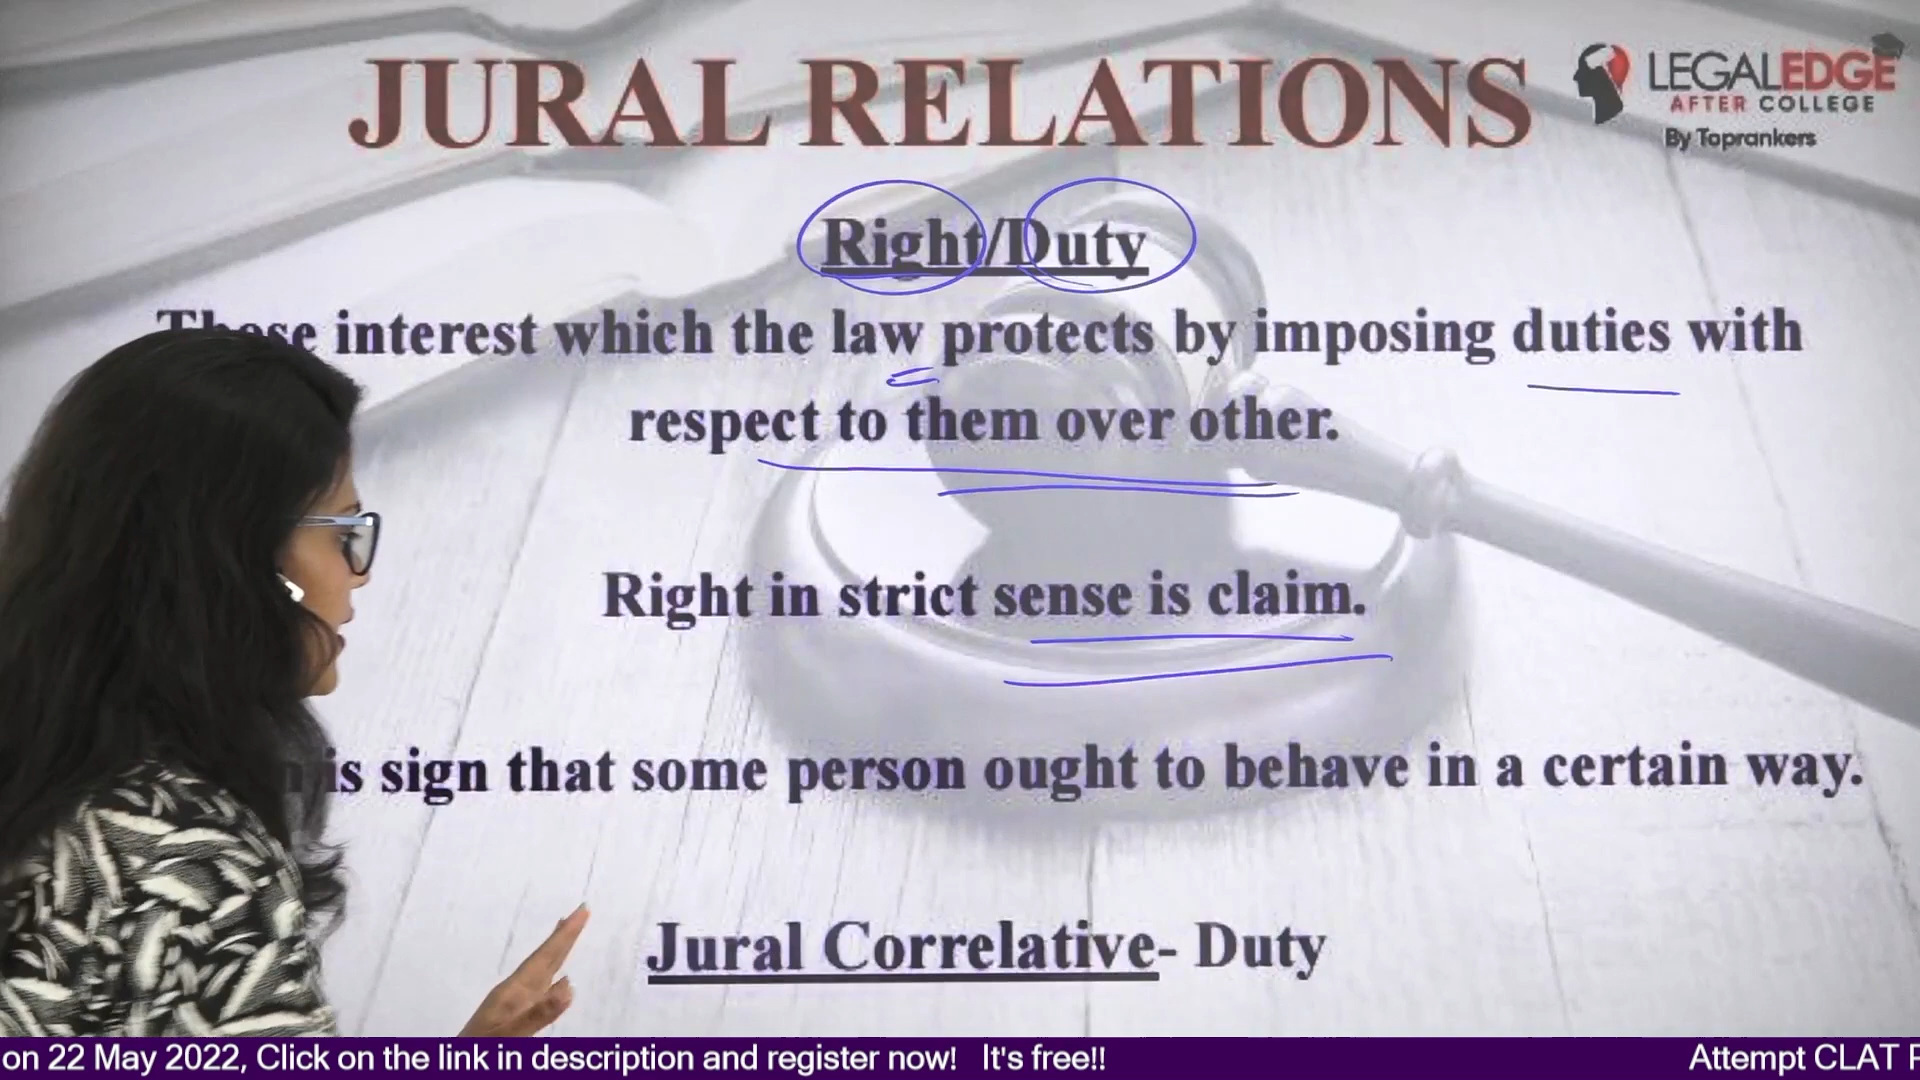 JURAL RELATIONS
LEGALEDGE
AFTER COLLEGE
By Toprankers
Right/Duty
interest which the law protects by imposing duties with
respect to them over other.
Right in strict sense is claim.
is sign that some person ought to behave in a certain way.
Jural Correlative- Duty
on 22 May 2022, Click on the link in description and register now! It's free!! Attempt CLAT